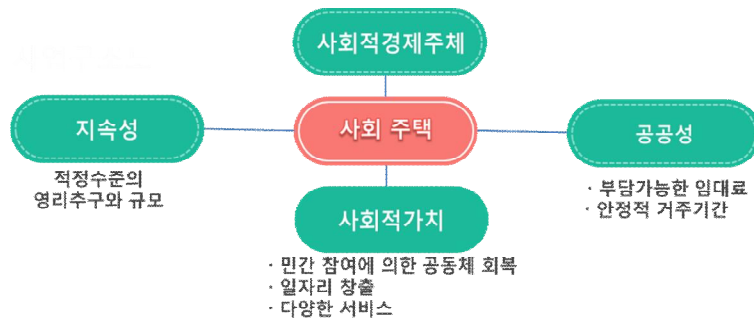 사회적경제주체
지속성
사회 주택
공공성
적정수준의
영리추구와 규모
· 부담가능한 임대료
· 안정적 거주기간
사회적가치
· 민간 참여에 의한 공동체 회복
· 일자리 창출
· 다양한 서비스